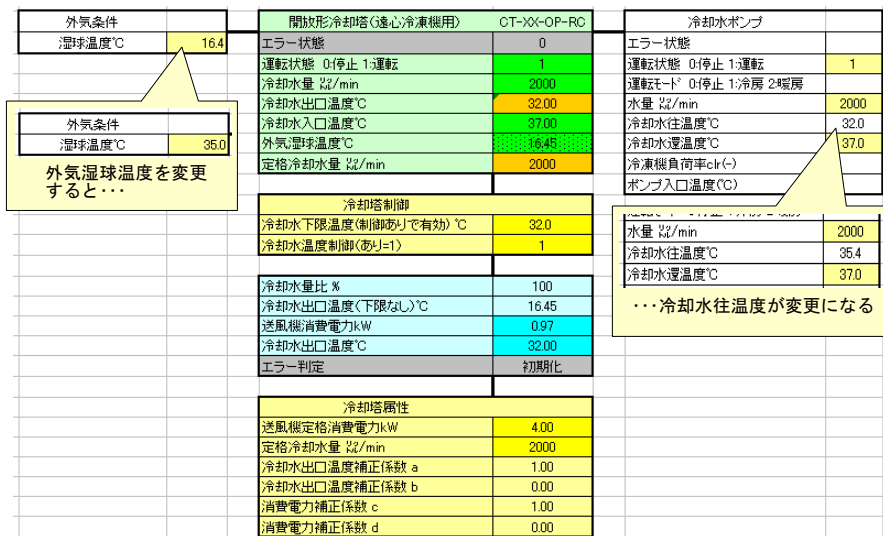 外気条件
湿球温度℃ 16.4
外気条件
湿球温度℃ 35.0
外気湿球温度を変更
すると・・・
開放形冷却塔(遠心冷凍機用) CT-XX-OP-RC
エラー状態 0
運転状態 0:停止 1:運転 1
冷却水量 ㍑/min 2000
冷却水出口温度℃ 32.00
冷却水入口温度℃ 37.00
外気湿球温度℃ 16.45
定格冷却水量 ㍑/min 2000
冷却塔制御
冷却水下限温度(制御ありで有効) ℃ 32.0
冷却水温度制御(あり=1) 1
冷却水量比 % 100
冷却水出口温度(下限なし)℃ 16.45
送風機消費電力kW 0.97
冷却水出口温度℃ 32.00
エラー判定 初期化
冷却塔属性
送風機定格消費電力kW 4.00
定格冷却水量 ㍑/min 2000
冷却水出口温度補正係数 a 1.00
冷却水出口温度補正係数 b 0.00
消費電力補正係数 c 1.00
消費電力補正係数 d 0.00
冷却水ポンプ
エラー状態
運転状態 0:停止 1:運転 1
運転モード 0:停止 1:冷房 2:暖房
水量 ㍑/min 2000
冷却水往温度℃ 32.0
冷却水還温度℃ 37.0
冷凍機負荷率clr(-)
ポンプ入口温度(℃)
水量 ㍑/min 2000
冷却水往温度℃ 35.4
冷却水還温度℃ 37.0
・・・冷却水往温度が変更になる